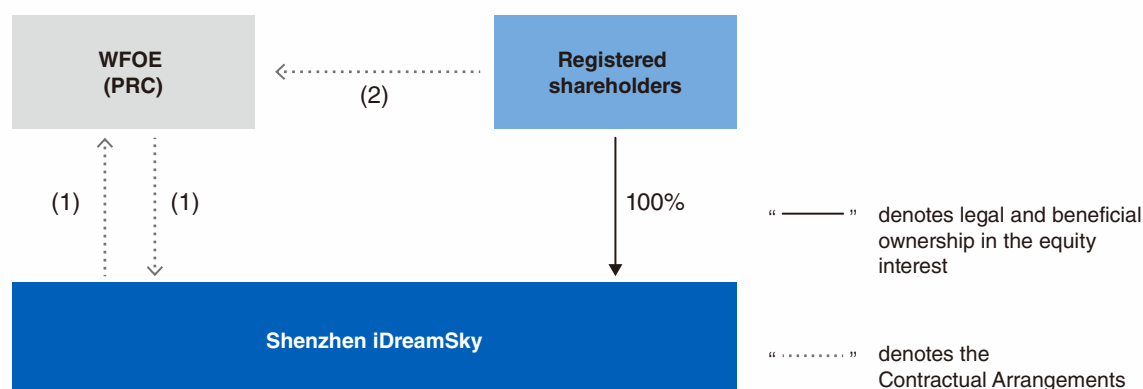 WFOE
(PRC)
Registered
shareholders
(2)
(1)
(1)
100%
“ ——— ” denotes legal and beneficial
ownership in the equity
interest
Shenzhen iDreamSky
“ ········· ” denotes the
Contractual Arrangements